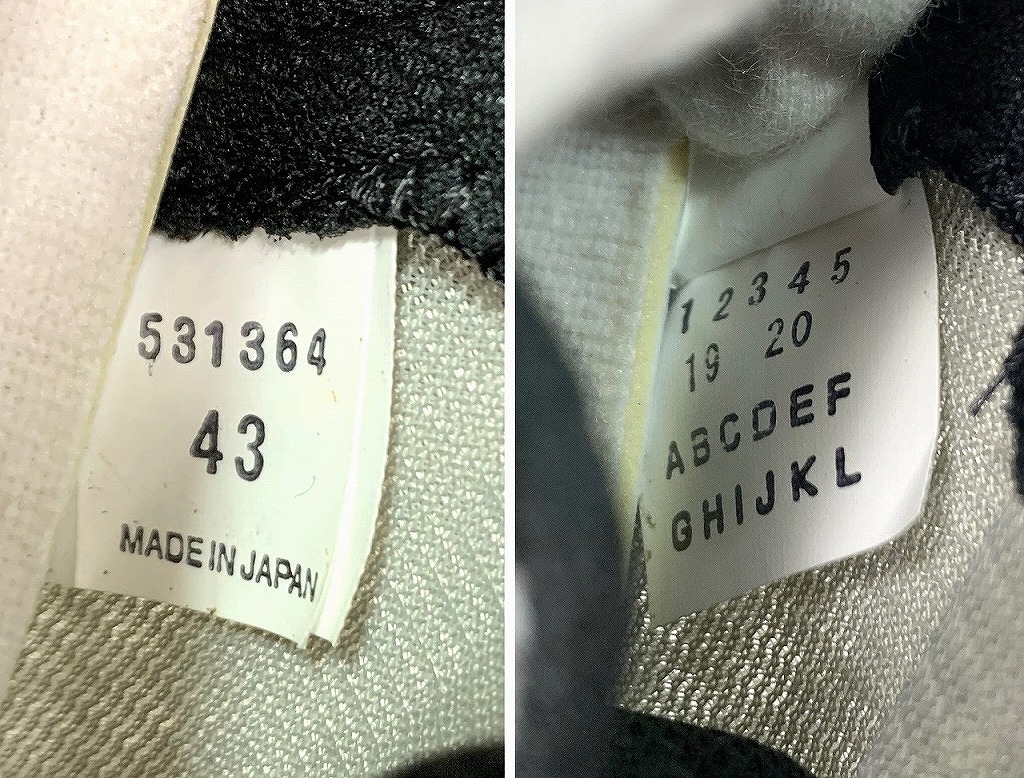 531364
43
MADE IN JAPAN
1 2 3 4 5
19 20
ABCDEF
GHIJKL